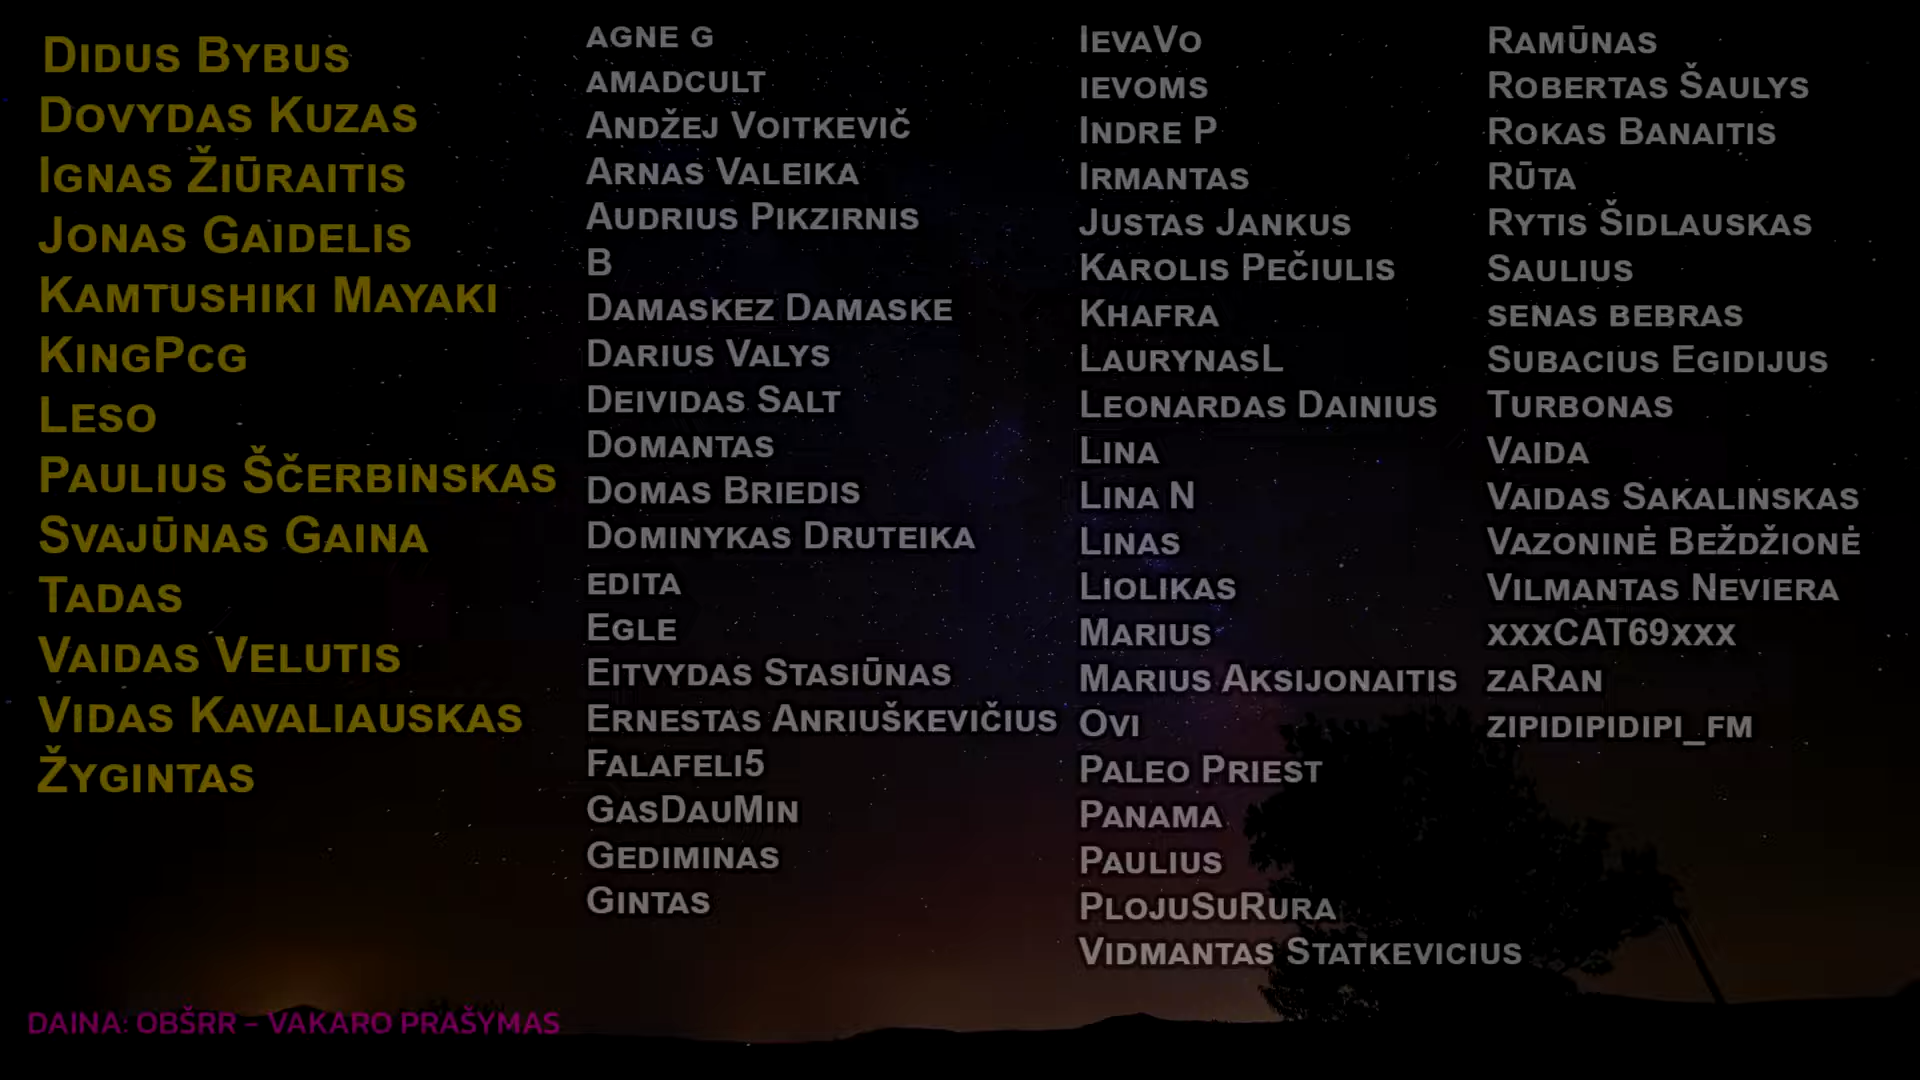 Didus Bybus
Dovydas Kuzas
Ignas Žiūraitis
Jonas Gaidelis
Kamtushiki Mayaki
KingPcg
Leso
Paulius Ščerbinskas
Svajūnas Gaina
Tadas
Vaidas Velutis
Vidas Kavaliauskas
Žygintas
agne g
amadcult
Andžej Voitkevič
Arnas Valeika
Audrius Pikzirnis
B
Damaskez Damaske
Darius Valys
Deividas Salt
Domantas
Domas Briedis
Dominykas Druteika
edita
Egle
Eitvydas Stasiūnas
Ernestas Anriuškevičius
Falafeli5
GasDauMin
Gediminas
Gintas
IevaVo
ievoms
Indre P
Irmantas
Justas Jankus
Karolis Pečiulis
Khafra
LaurynasL
Leonardas Dainius
Lina
Lina N
Linas
Liolikas
Marius
Marius Aksijonaitis
Ovi
Paleo Priest
Panama
Paulius
PlojuSuRura
Vidmantas Statkevicius
Ramūnas
Robertas Šaulys
Rokas Banaitis
Rūta
Rytis Šidlauskas
Saulius
senas bebras
Subacius Egidijus
Turbonas
Vaida
Vaidas Sakalinskas
Vazoninė Beždžionė
Vilmantas Neviera
xxxCAT69xxx
zaRan
zipidipidipi_fm
DAINA: OBŠRR - VAKARO PRAŠYMAS